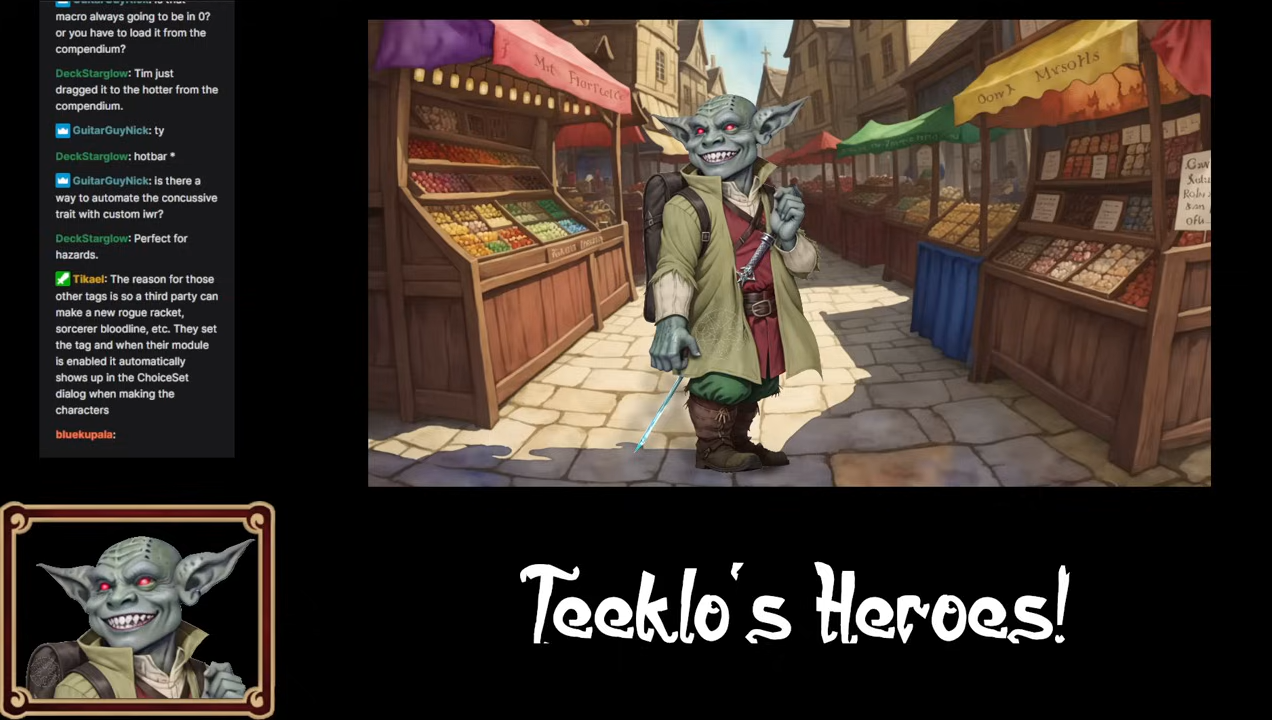 GuitarGuyNick: is that
macro always going to be in 0?
or you have to load it from the
compendium?
DeckStarglow: Tim just
dragged it to the hotter from the
compendium.
GuitarGuyNick: ty
DeckStarglow: hotbar *
GuitarGuyNick: is there a
way to automate the concussive
trait with custom iwr?
DeckStarglow: Perfect for
hazards.
Tikael: The reason for those
other tags is so a third party can
make a new rogue racket,
sorcerer bloodline, etc. They set
the tag and when their module
is enabled it automatically
shows up in the ChoiceSet
dialog when making the
characters
bluekupala:
Teeklo's Heroes!